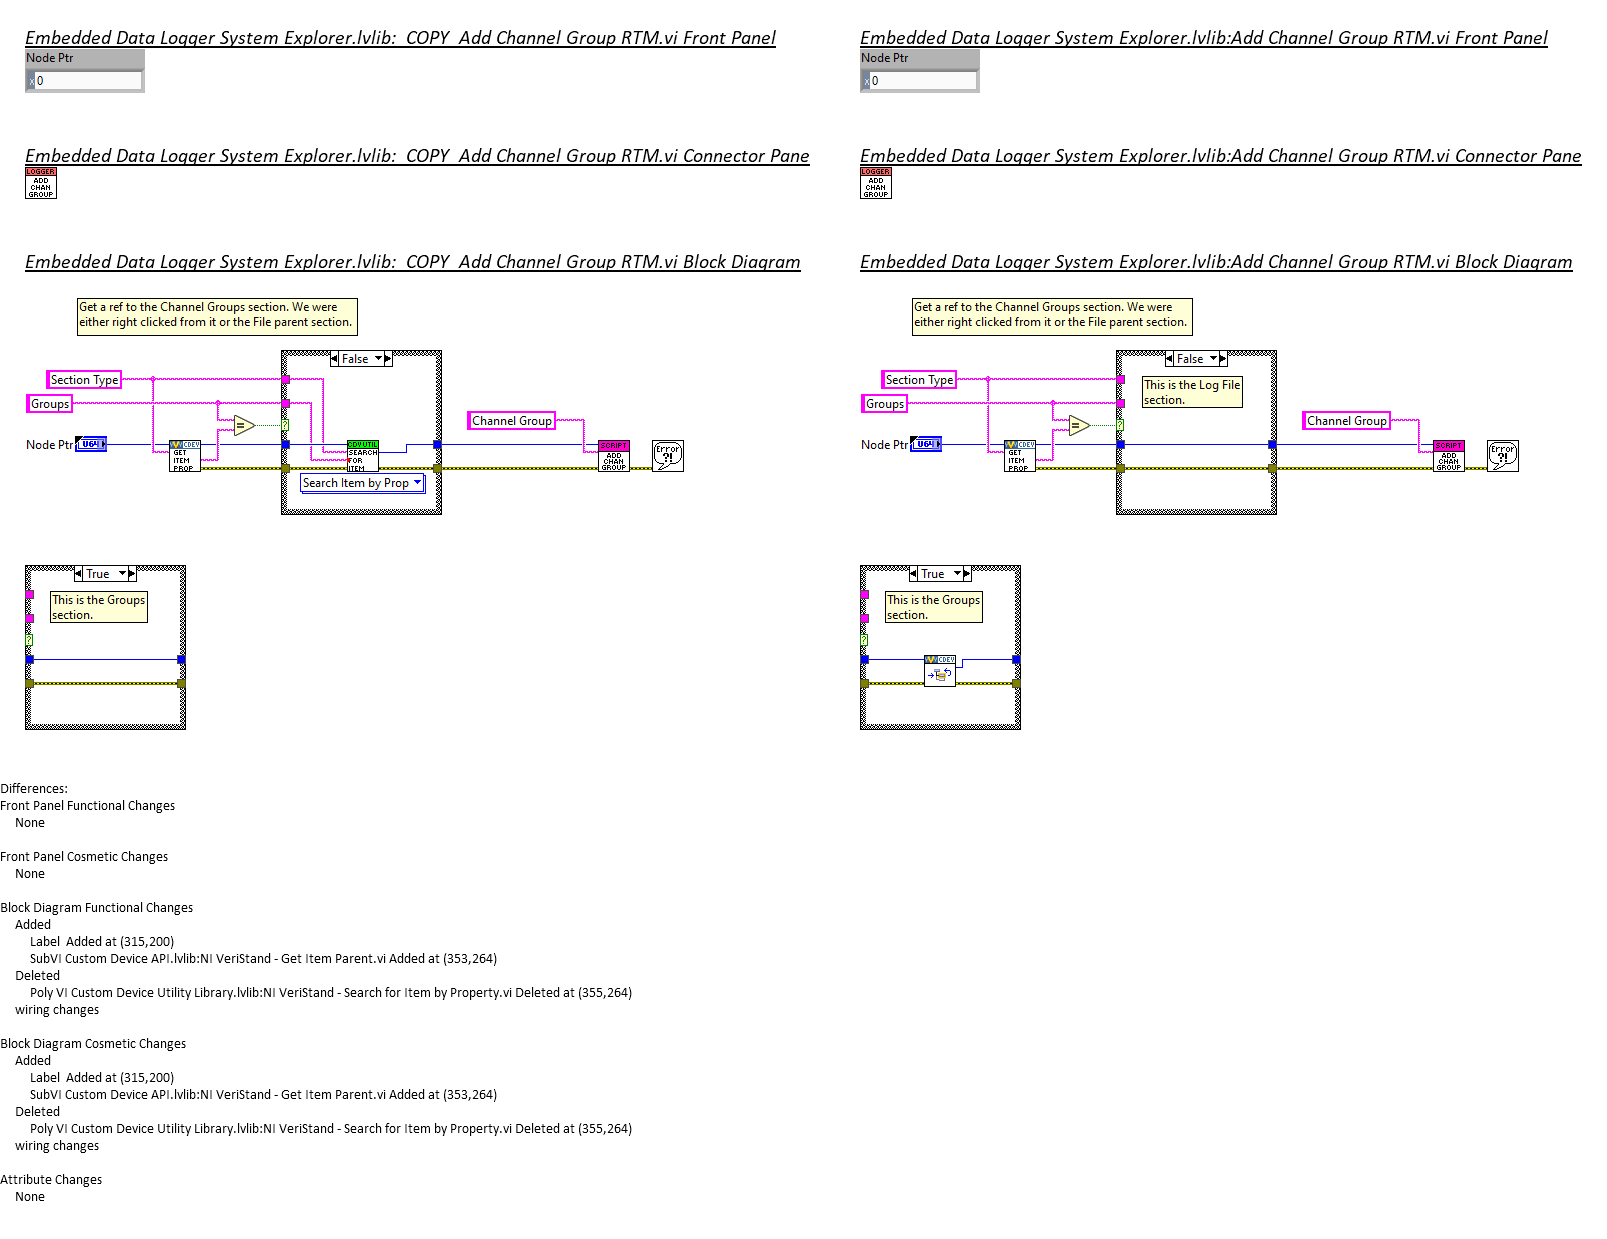 Embedded Data Logger System Explorer.lvlib:  COPY  Add Channel Group RTM.vi Front Panel
Node Ptr
x 0
Embedded Data Logger System Explorer.lvlib:  COPY  Add Channel Group RTM.vi Connector Pane
LOGGER
ADD
CHAN
GROUP
Embedded Data Logger System Explorer.lvlib:  COPY  Add Channel Group RTM.vi Block Diagram
Get a ref to the Channel Groups section. We were
either right clicked from it or the File parent section.
False
Section Type
Groups
=
?
Channel Group
Node Ptr
U64
CDEV
GET
ITEM
PROP
CDV UTIL
SEARCH
FOR
ITEM
Search Item by Prop
SCRIPT
ADD
CHAN
GROUP
Error
?!
True
This is the Groups
section.
?
Embedded Data Logger System Explorer.lvlib:Add Channel Group RTM.vi Front Panel
Node Ptr
x 0
Embedded Data Logger System Explorer.lvlib:Add Channel Group RTM.vi Connector Pane
LOGGER
ADD
CHAN
GROUP
Embedded Data Logger System Explorer.lvlib:Add Channel Group RTM.vi Block Diagram
Get a ref to the Channel Groups section. We were
either right clicked from it or the File parent section.
False
Section Type
This is the Log File
section.
Groups
=
?
Channel Group
Node Ptr
U64
CDEV
GET
ITEM
PROP
SCRIPT
ADD
CHAN
GROUP
Error
?!
True
This is the Groups
section.
?
CDEV
Differences:
Front Panel Functional Changes
None
Front Panel Cosmetic Changes
None
Block Diagram Functional Changes
Added
Label  Added at (315,200)
SubVI Custom Device API.lvlib:NI VeriStand - Get Item Parent.vi Added at (353,264)
Deleted
Poly VI Custom Device Utility Library.lvlib:NI VeriStand - Search for Item by Property.vi Deleted at (355,264)
wiring changes
Block Diagram Cosmetic Changes
Added
Label  Added at (315,200)
SubVI Custom Device API.lvlib:NI VeriStand - Get Item Parent.vi Added at (353,264)
Deleted
Poly VI Custom Device Utility Library.lvlib:NI VeriStand - Search for Item by Property.vi Deleted at (355,264)
wiring changes
Attribute Changes
None